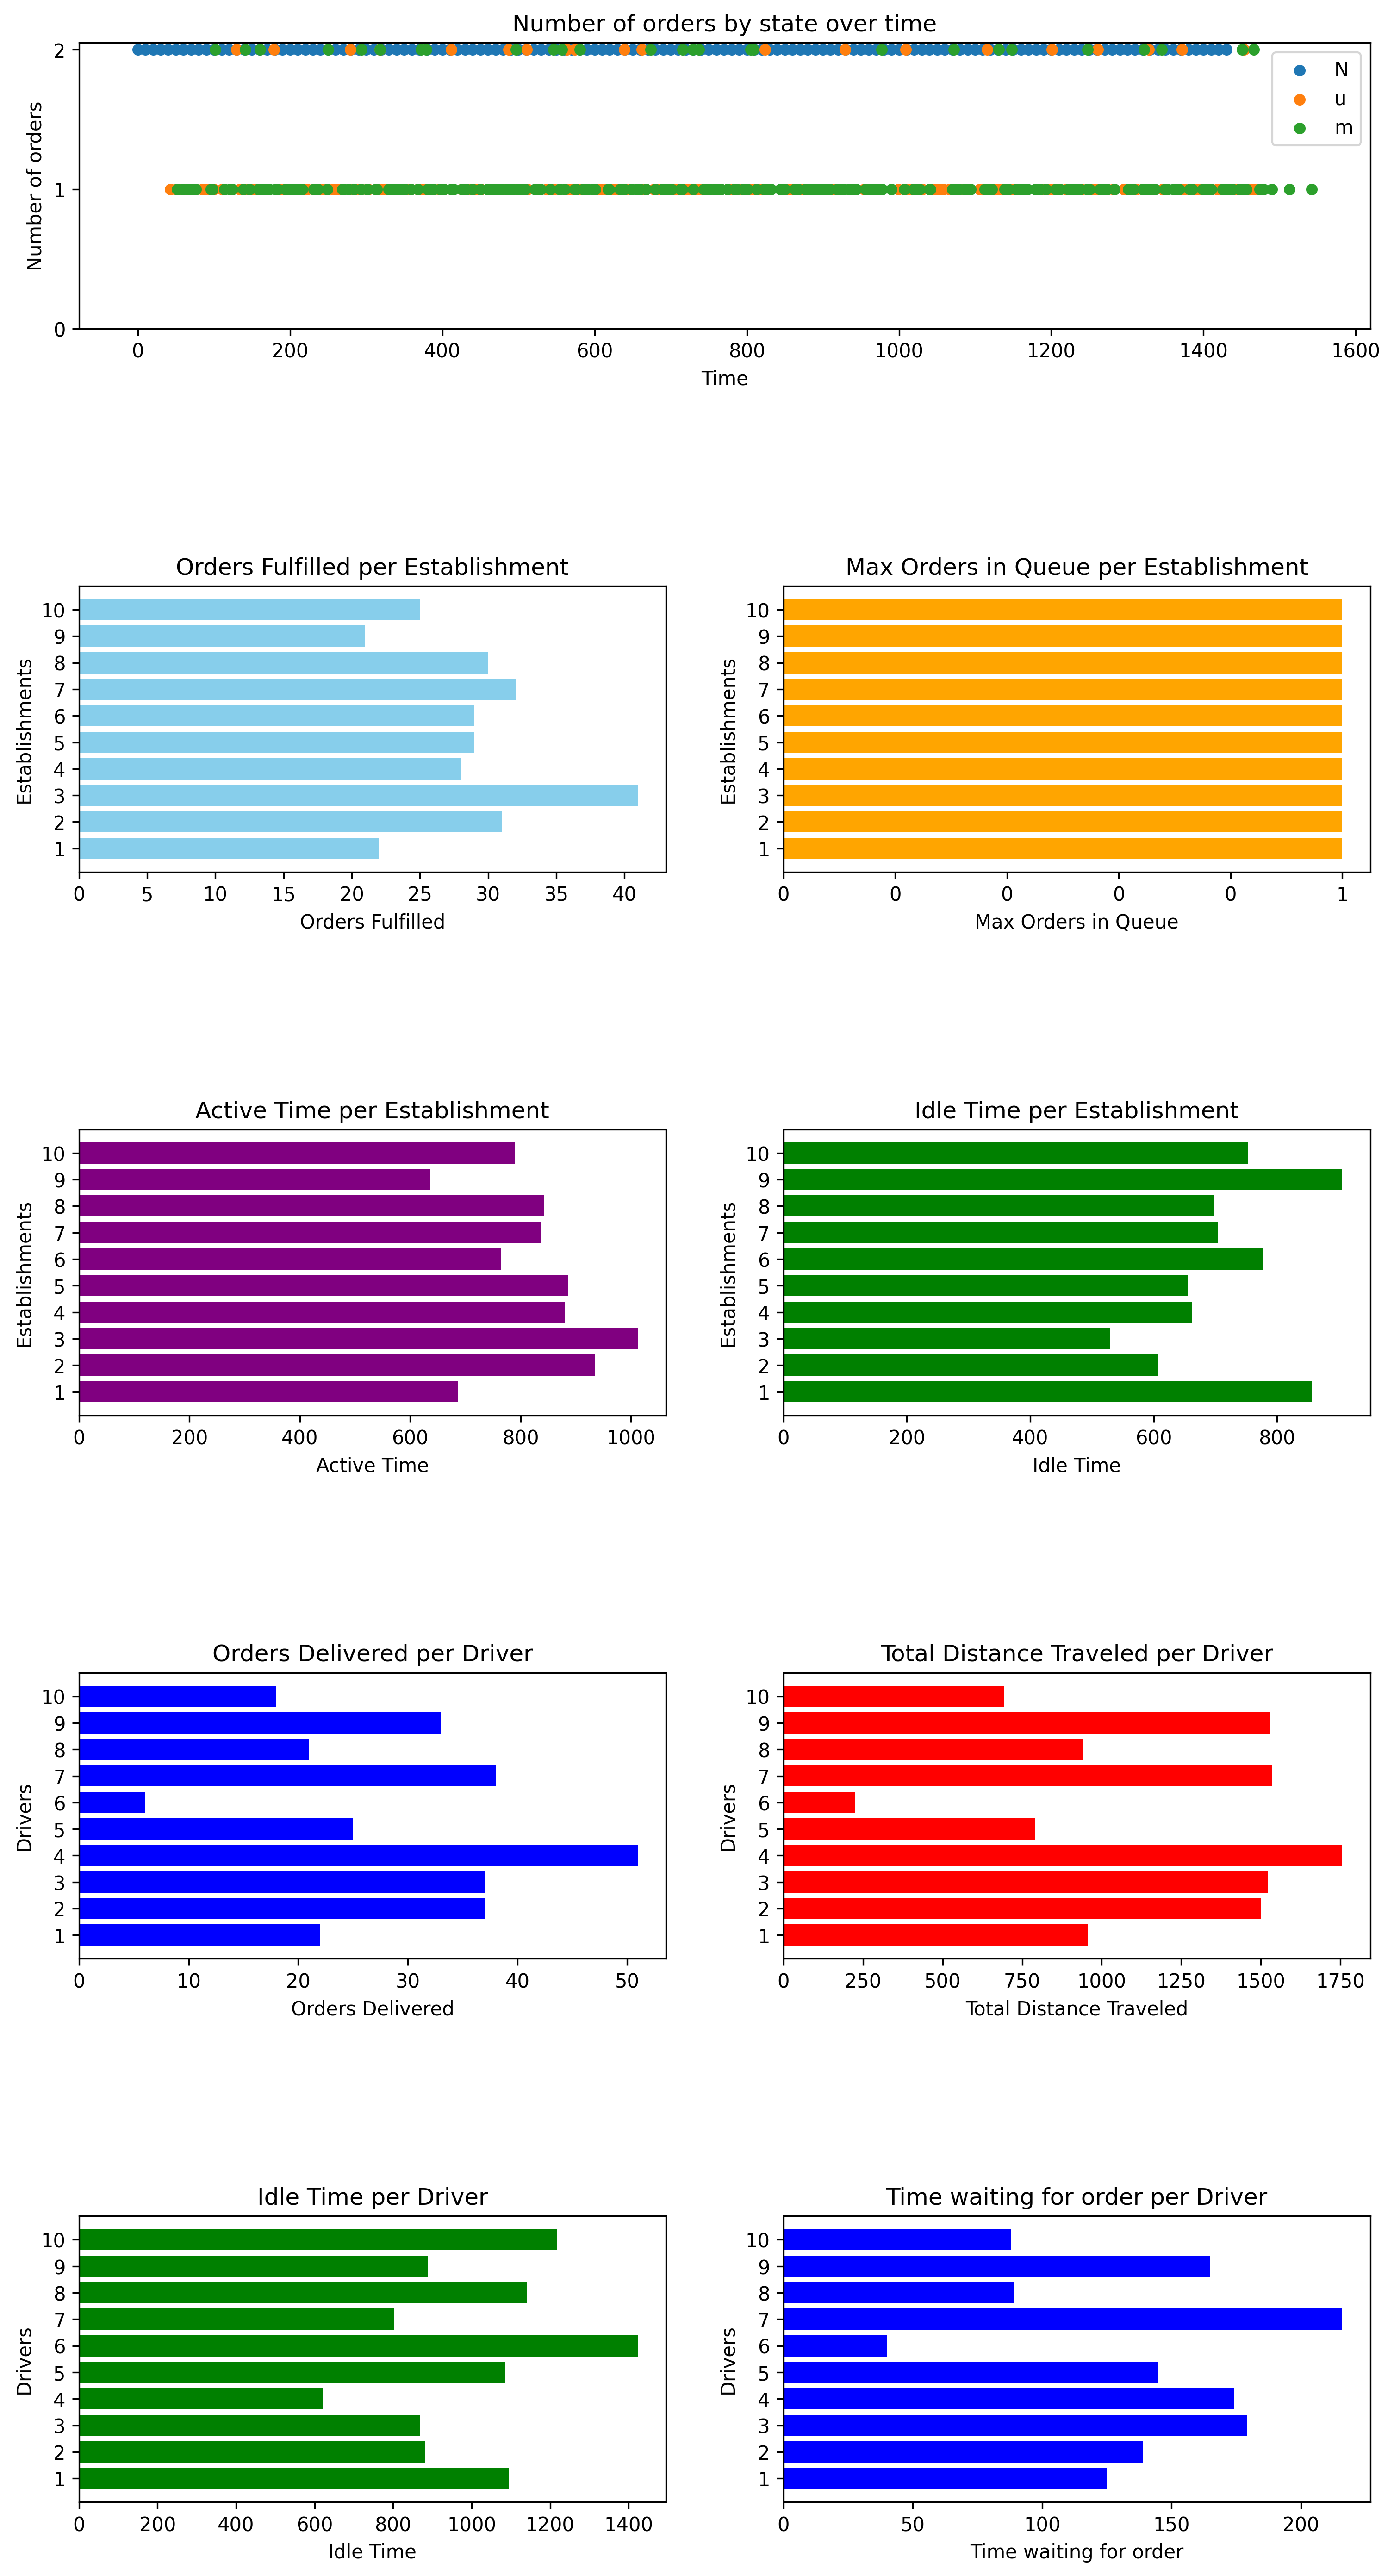 Number of orders by state over time
Number of orders
2
1
0
N
u
m
0 200 400 600 800 1000 1200 1400 1600
Time
Orders Fulfilled per Establishment
Establishments
10
9
8
7
6
5
4
3
2
1
0 5 10 15 20 25 30 35 40
Orders Fulfilled
Max Orders in Queue per Establishment
Establishments
10
9
8
7
6
5
4
3
2
1
0 0 0 0 0 1
Max Orders in Queue
Active Time per Establishment
Establishments
10
9
8
7
6
5
4
3
2
1
0 200 400 600 800 1000
Active Time
Idle Time per Establishment
Establishments
10
9
8
7
6
5
4
3
2
1
0 200 400 600 800
Idle Time
Orders Delivered per Driver
Drivers
10
9
8
7
6
5
4
3
2
1
0 10 20 30 40 50
Orders Delivered
Total Distance Traveled per Driver
Drivers
10
9
8
7
6
5
4
3
2
1
0 250 500 750 1000 1250 1500 1750
Total Distance Traveled
Idle Time per Driver
Drivers
10
9
8
7
6
5
4
3
2
1
0 200 400 600 800 1000 1200 1400
Idle Time
Time waiting for order per Driver
Drivers
10
9
8
7
6
5
4
3
2
1
0 50 100 150 200
Time waiting for order